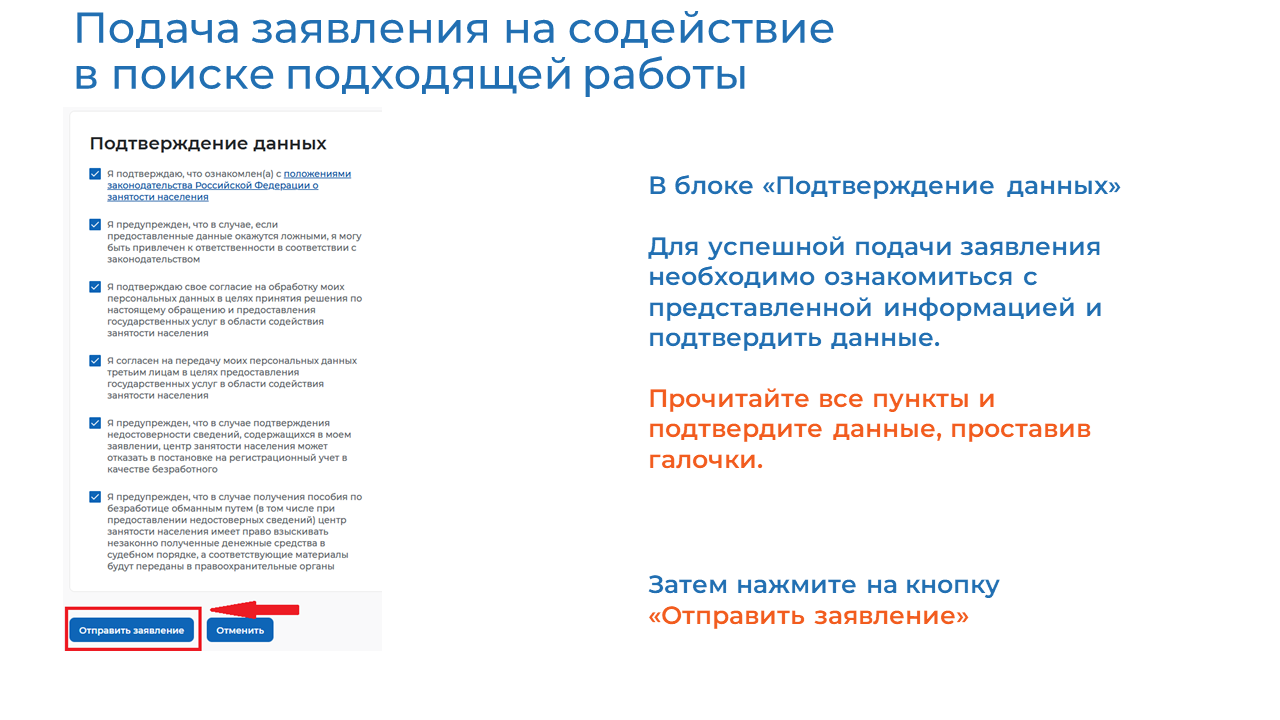 Подача заявления на содействие
в поиске подходящей работы
Подтверждение данных
Я подтверждаю, что ознакомлен(а) с положениями
законодательства Российской Федерации о
занятости населения
Я предупрежден, что в случае, если
предоставленные данные окажутся ложными, я могу
быть привлечен к ответственности в соответствии с
законодательством
Я подтверждаю свое согласие на обработку моих
персональных данных в целях принятия решения по
настоящему обращению и предоставления
государственных услуг в области содействия
занятости населения
Я согласен на передачу моих персональных данных
третьим лицам в целях предоставления
государственных услуг в области содействия
занятости населения
Я предупрежден, что в случае подтверждения
недостоверности сведений, содержащихся в моем
заявлении, центр занятости населения может
отказать в постановке на регистрационный учет в
качестве безработного
Я предупрежден, что в случае получения пособия по
безработице обманным путем (в том числе при
предоставлении недостоверных сведений) центр
занятости населения имеет право взыскивать
незаконно полученные денежные средства в
судебном порядке, а соответствующие материалы
будут переданы в правоохранительные органы
Отправить заявление
Отменить
В блоке «Подтверждение данных»
Для успешной подачи заявления
необходимо ознакомиться с
представленной информацией и
подтвердить данные.
Прочитайте все пункты и
подтвердите данные, проставив
галочки.
Затем нажмите на кнопку
«Отправить заявление»